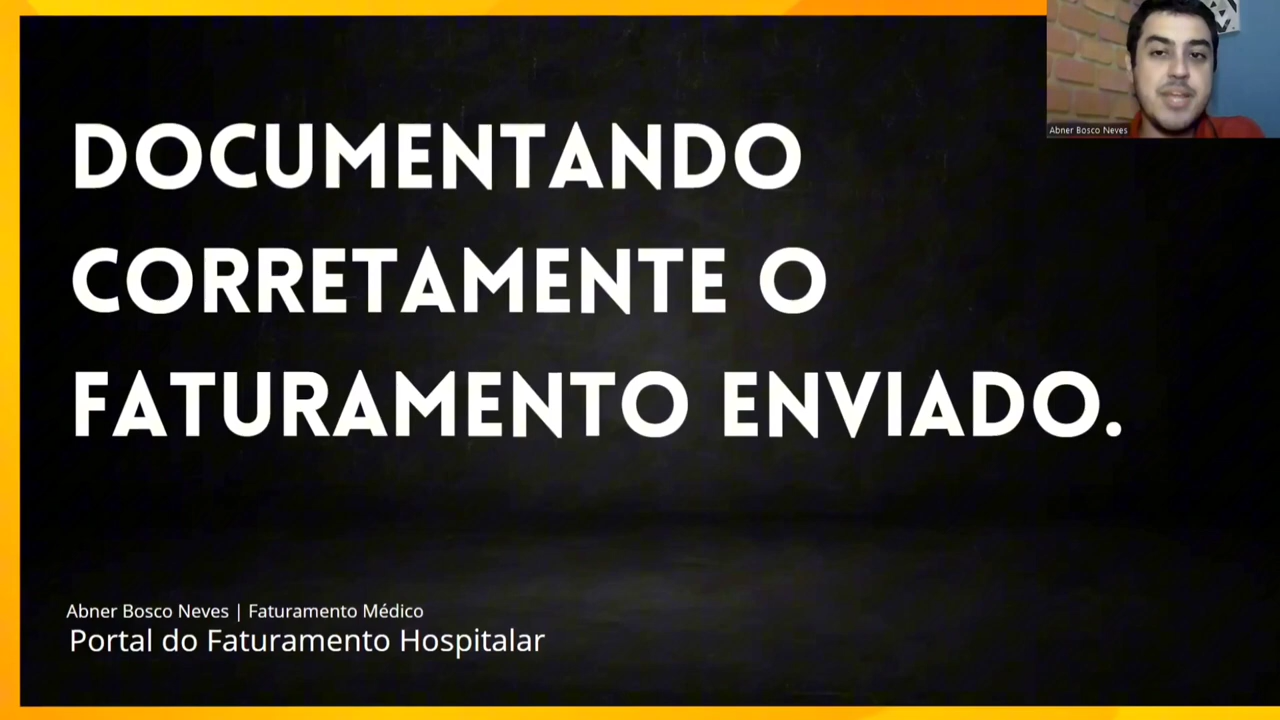 DOCUMENTANDO
CORRETAMENTE O
FATURAMENTO ENVIADO.
Abner Bosco Neves
Abner Bosco Neves | Faturamento Médico
Portal do Faturamento Hospitalar